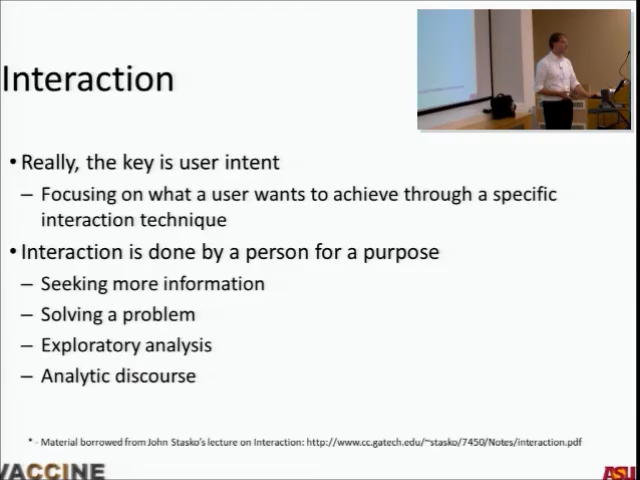 Interaction
• Really, the key is user intent
– Focusing on what a user wants to achieve through a specific
interaction technique
• Interaction is done by a person for a purpose
– Seeking more information
– Solving a problem
– Exploratory analysis
– Analytic discourse
* - Material borrowed from John Stasko's lecture on Interaction: http://www.cc.gatech.edu/~stasko/7450/Notes/interaction.pdf
VACCINE
ASU